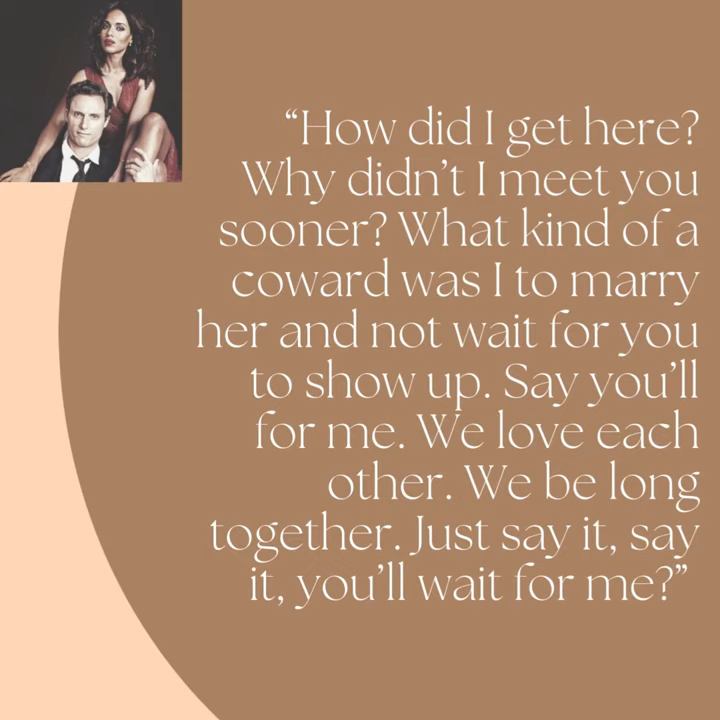 “How did I get here?
Why didn’t I meet you
sooner? What kind of a
coward was I to marry
her and not wait for you
to show up. Say you’ll
for me. We love each
other. We be long
together. Just say it, say
it, you’ll wait for me?”